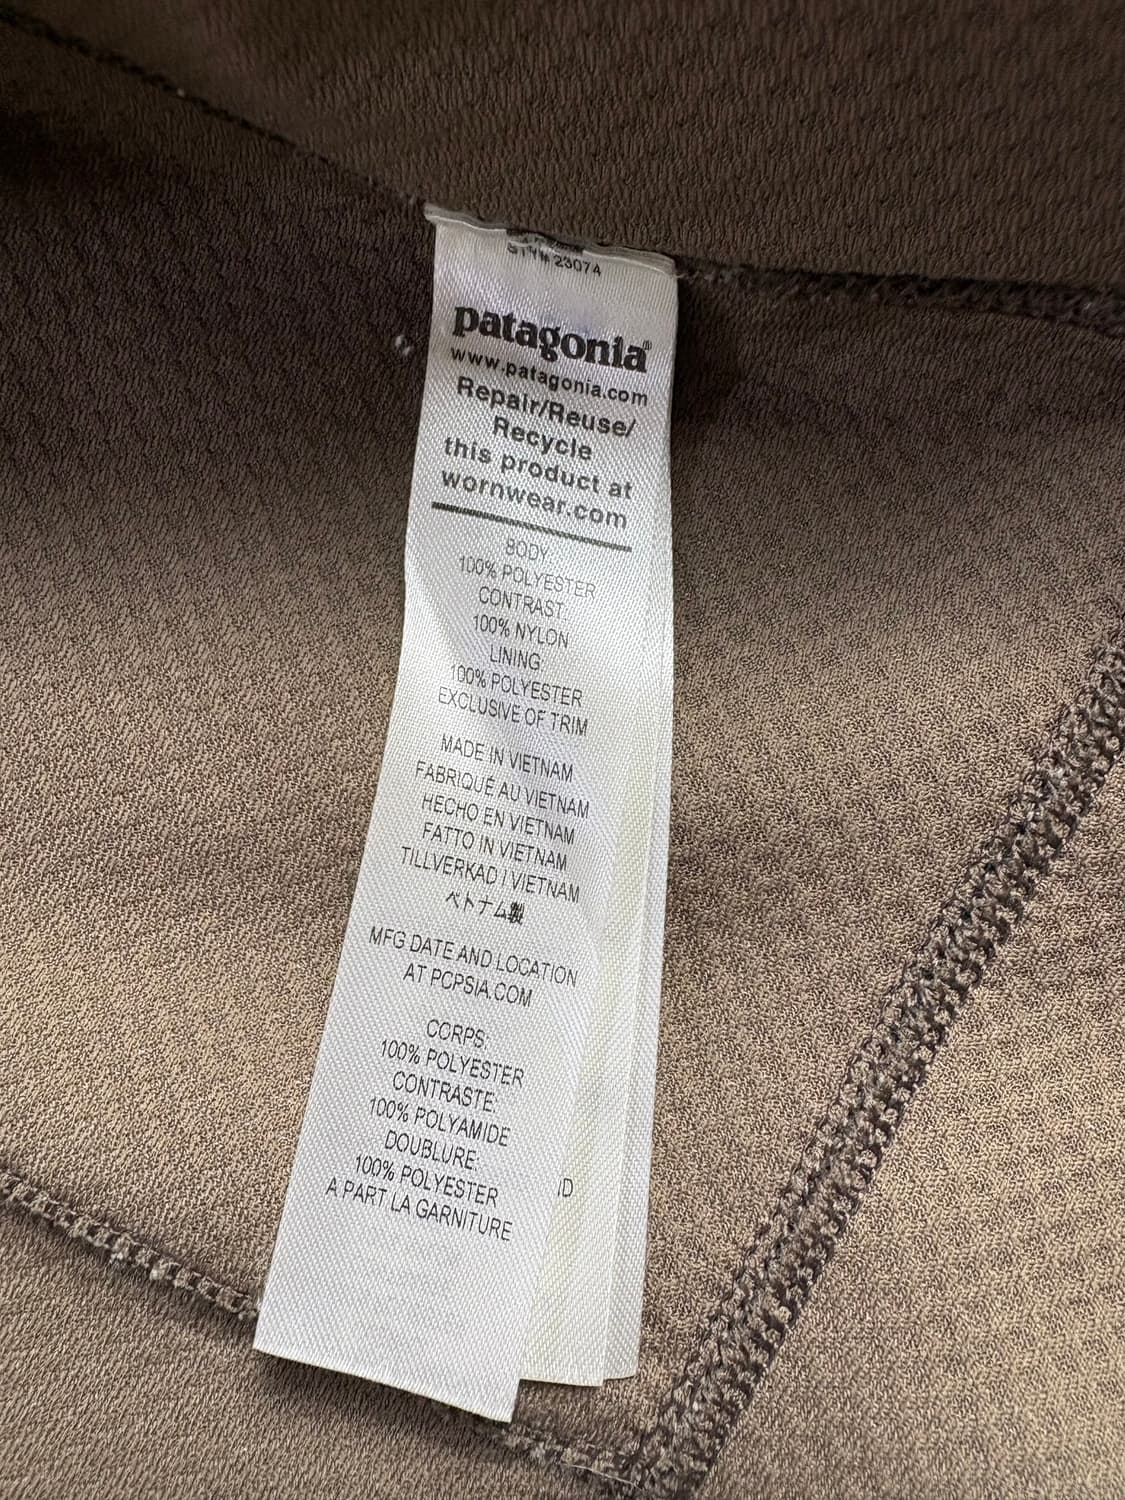 STY# 23074
patagonia®
www.patagonia.com
Repair/Reuse/
Recycle
this product at
wornwear.com
BODY:
100% POLYESTER
CONTRAST:
100% NYLON
LINING:
100% POLYESTER
EXCLUSIVE OF TRIM
MADE IN VIETNAM
FABRIQUÉ AU VIETNAM
HECHO EN VIETNAM
FATTO IN VIETNAM
TILLVERKAD I VIETNAM
ベトナム製
MFG DATE AND LOCATION
AT PCPSIA.COM
CORPS:
100% POLYESTER
CONTRASTE:
100% POLYAMIDE
DOUBLURE:
100% POLYESTER
A PART LA GARNITURE